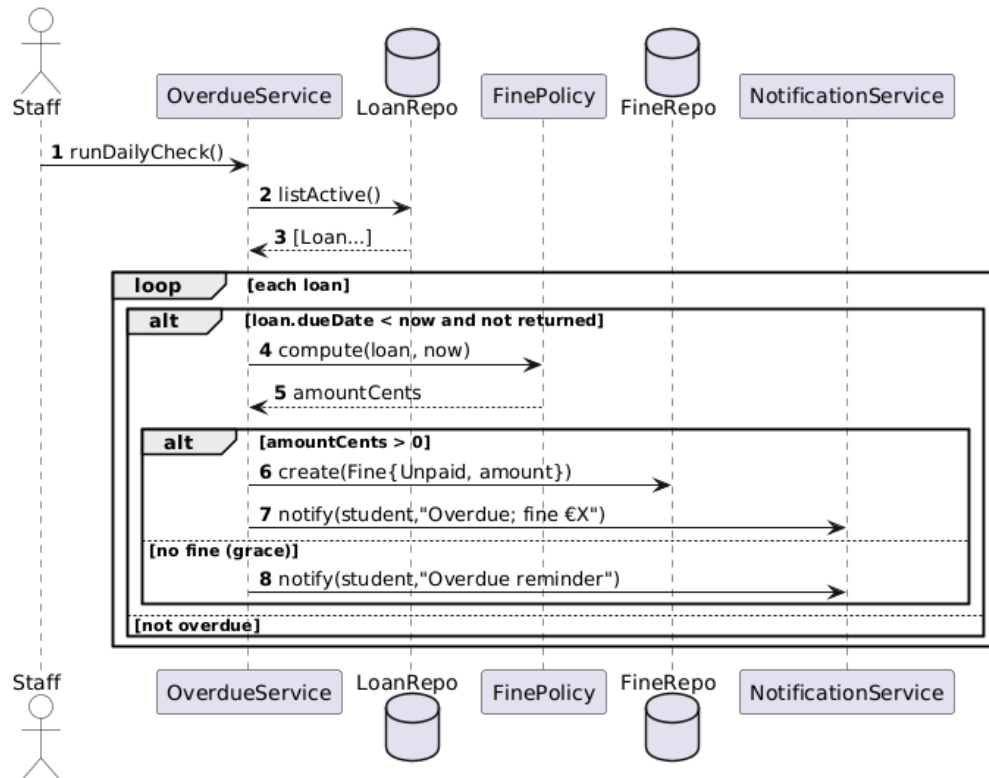 Staff
OverdueService
LoanRepo
FinePolicy
FineRepo
NotificationService
1 runDailyCheck()
2 listActive()
3 [Loan...]
loop [each loan]
alt [loan.dueDate < now and not returned]
4 compute(loan, now)
5 amountCents
alt [amountCents > 0]
6 create(Fine{Unpaid, amount})
7 notify(student,"Overdue; fine €X")
[no fine (grace)]
8 notify(student,"Overdue reminder")
[not overdue]
Staff
OverdueService
LoanRepo
FinePolicy
FineRepo
NotificationService